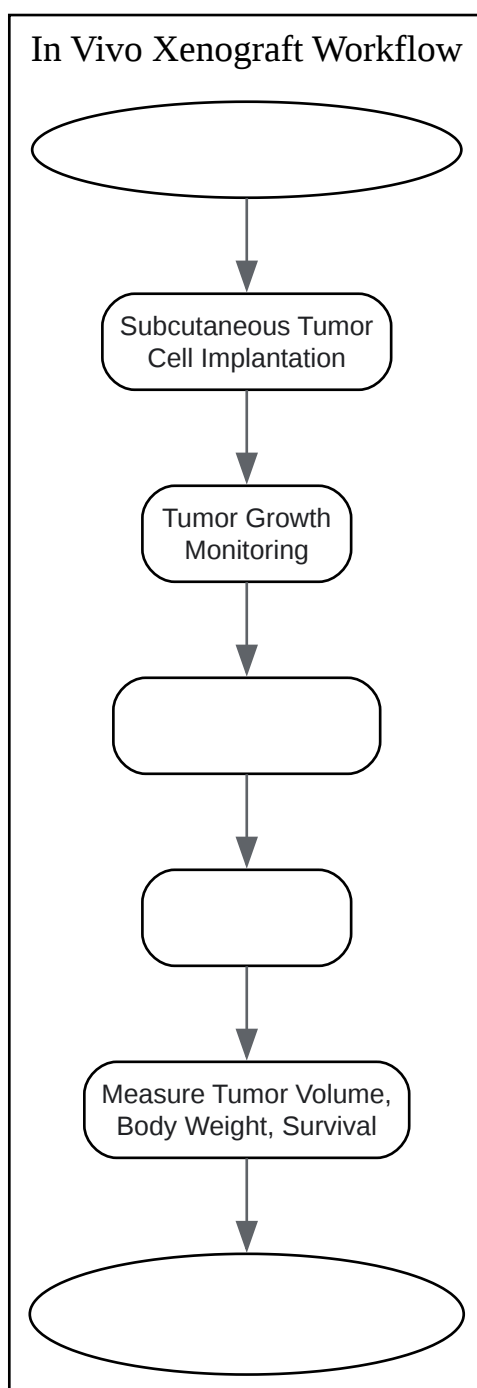 In Vivo Xenograft Workflow
Subcutaneous Tumor
Cell Implantation
Tumor Growth
Monitoring
Measure Tumor Volume,
Body Weight, Survival